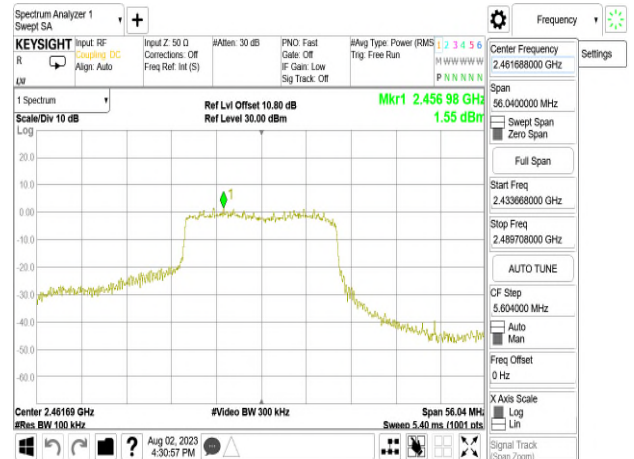 Spectrum Analyzer 1
Swept SA
+
Frequency
KEYSIGHT
R
Input: RF
Coupling: DC
Align: Auto
Input Z: 50 Ω
Corrections: Off
Freq Ref: Int (S)
#Atten: 30 dB
PNO: Fast
Gate: Off
IF Gain: Low
Sig Track: Off
#Avg Type: Power (RMS
Trig: Free Run
1 2 3 4 5 6
M W W W W W
P N N N N N
1 Spectrum
Scale/Div 10 dB
Log
Ref Lvl Offset 10.80 dB
Ref Level 30.00 dBm
Mkr1 2.456 98 GHz
1.55 dBm
1
20.0
10.0
0.00
-10.0
-20.0
-30.0
-40.0
-50.0
-60.0
Center 2.46169 GHz
#Res BW 100 kHz
#Video BW 300 kHz
Span 56.04 MHz
Sweep 5.40 ms (1001 pts
Aug 02, 2023
4:30:57 PM
?
Center Frequency
2.461688000 GHz
Settings
Span
56.0400000 MHz
Swept Span
Zero Span
Full Span
Start Freq
2.433668000 GHz
Stop Freq
2.489708000 GHz
AUTO TUNE
CF Step
5.604000 MHz
Auto
Man
Freq Offset
0 Hz
X Axis Scale
Log
Lin
Signal Track
(Span Zoom)